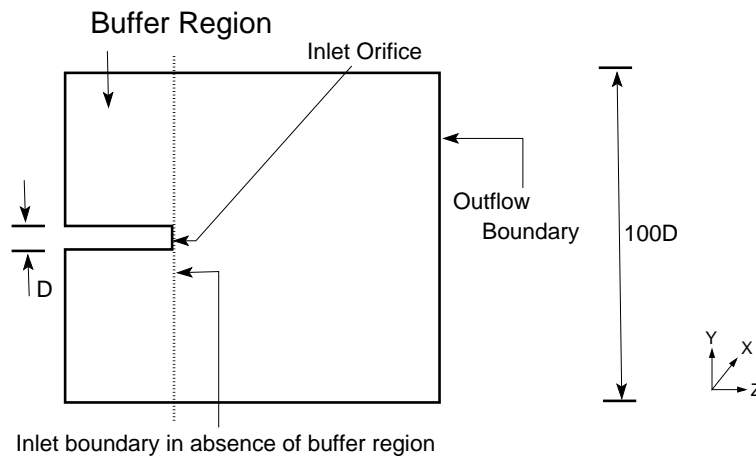 Buffer Region
Inlet Orifice
Outflow
Boundary
100D
D
Y
X
Z
Inlet boundary in absence of buffer region